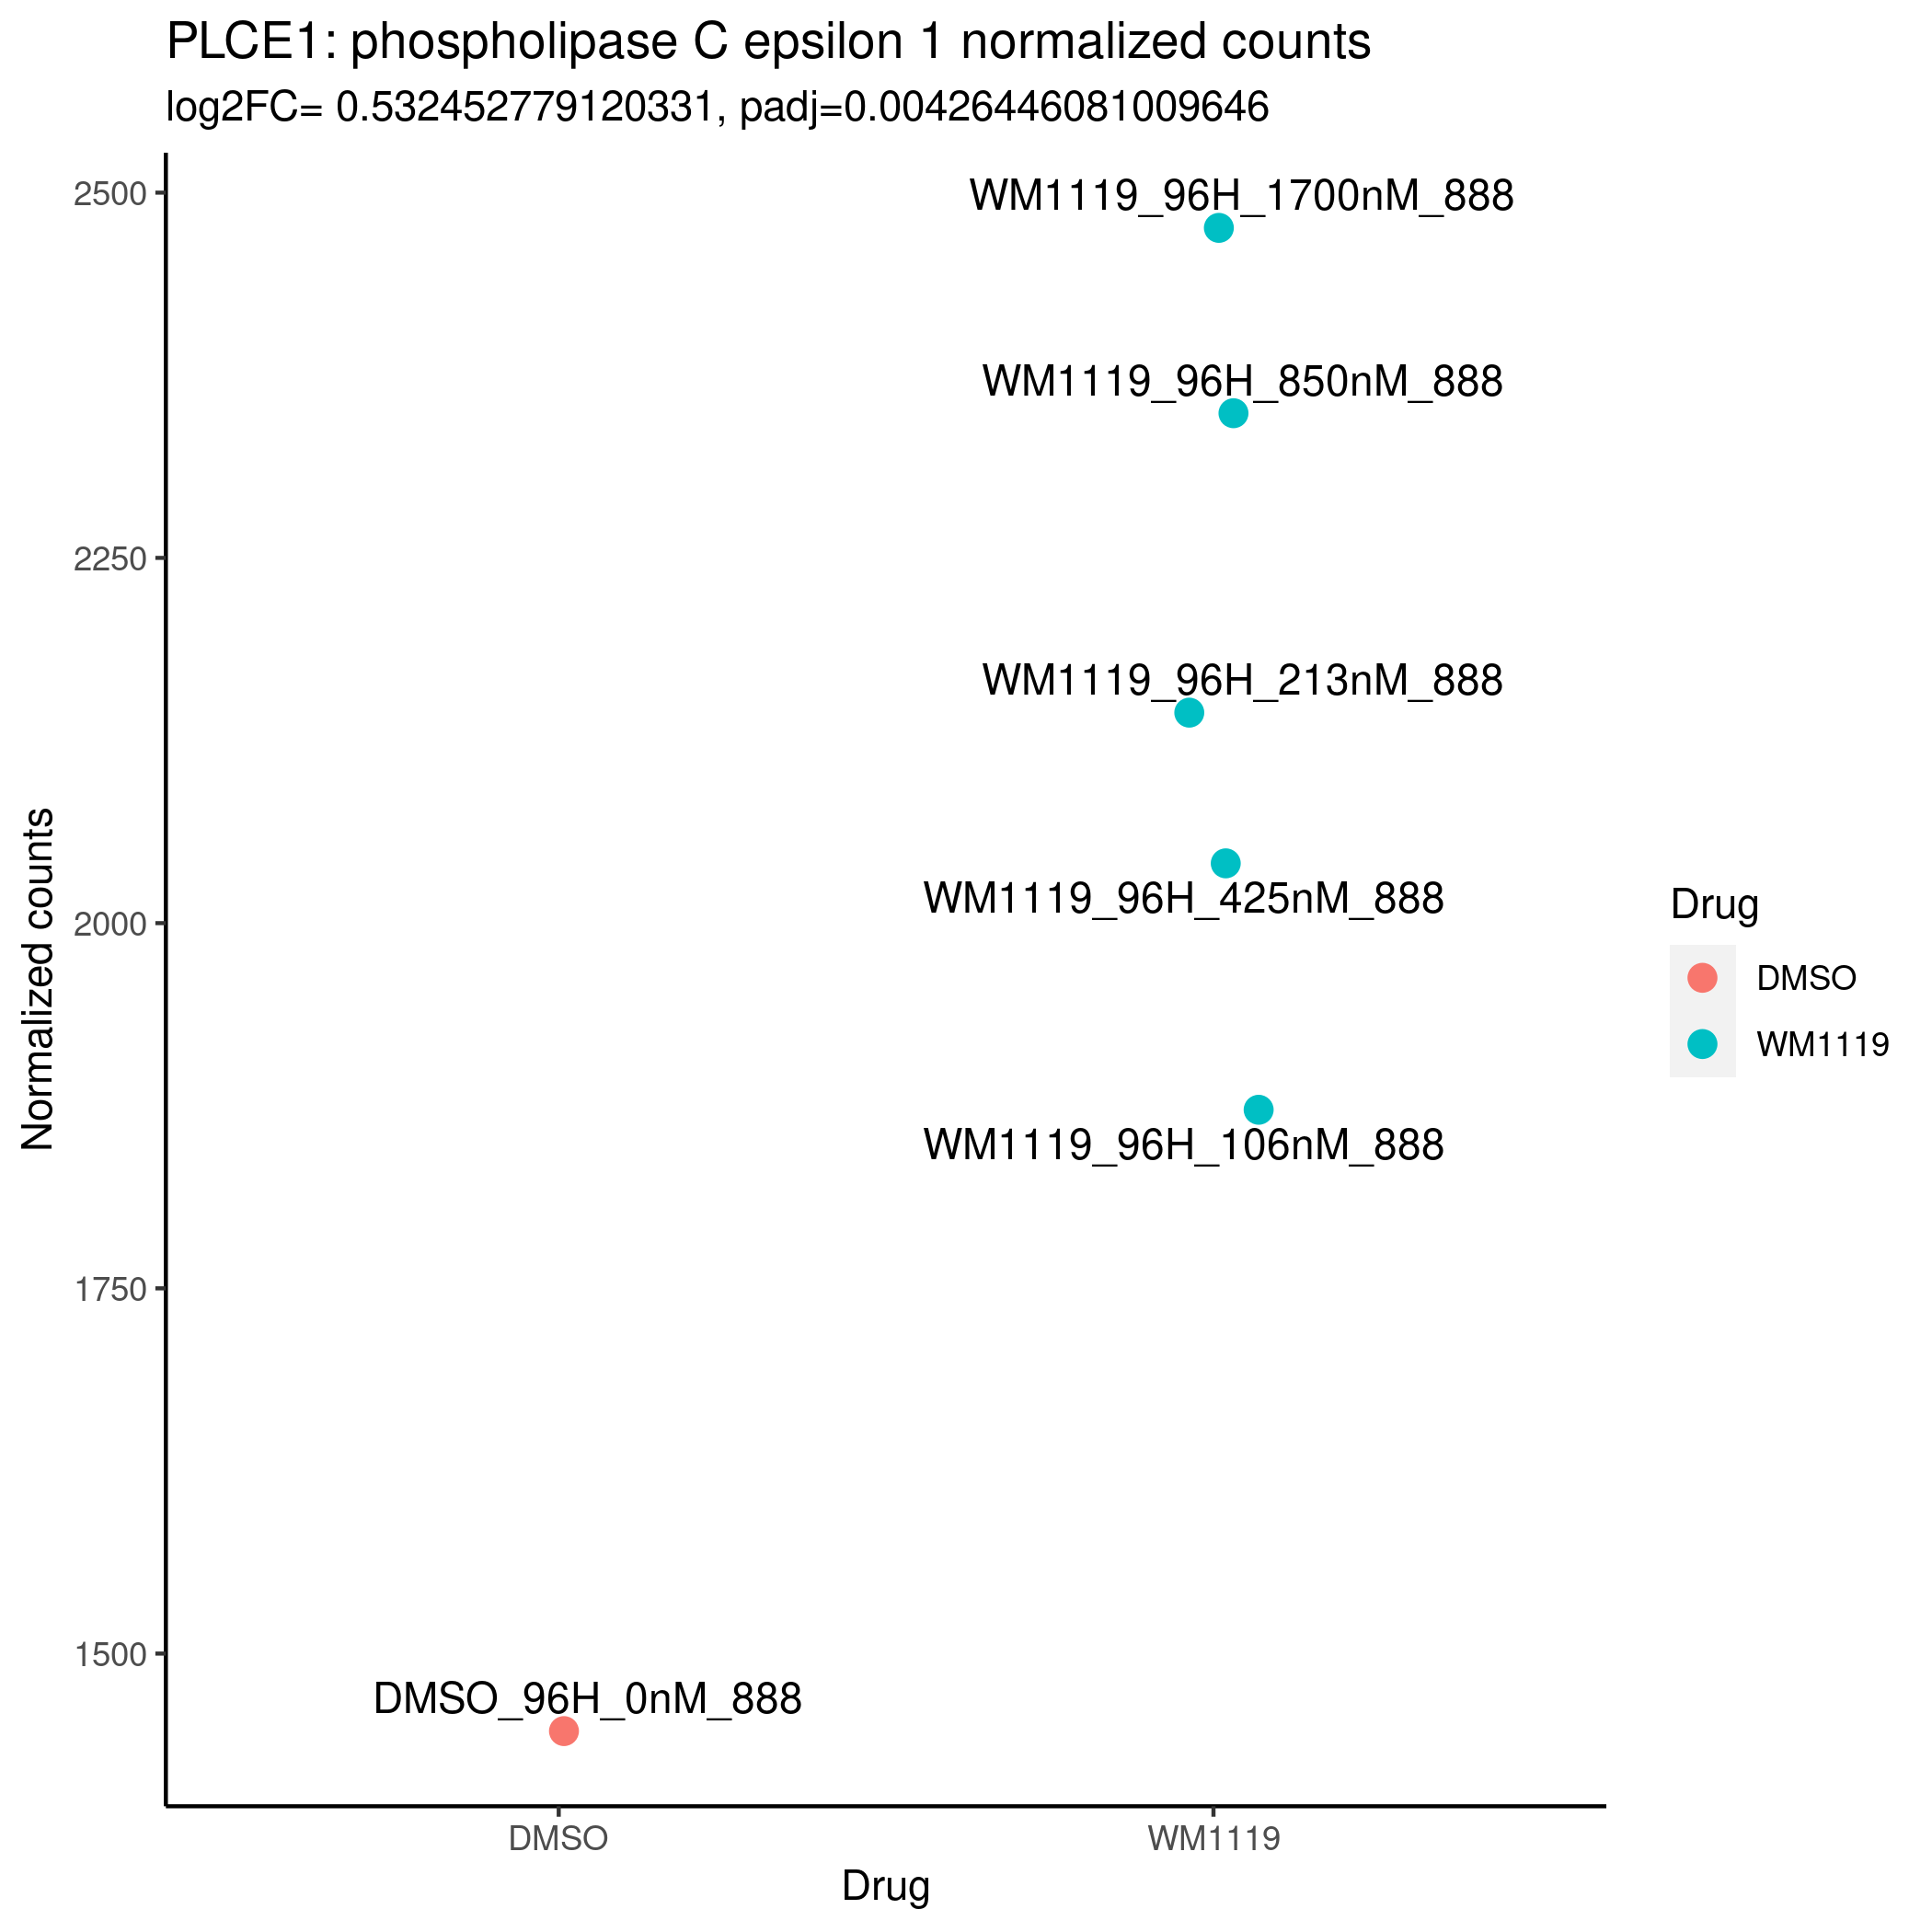 PLCE1: phospholipase C epsilon 1 normalized counts
log2FC= 0.532452779120331, padj=0.00426446081009646
Normalized counts
2500
2250
2000
1750
1500
WM1119_96H_1700nM_888
WM1119_96H_850nM_888
WM1119_96H_213nM_888
WM1119_96H_425nM_888
WM1119_96H_106nM_888
DMSO_96H_0nM_888
DMSO
WM1119
Drug
Drug
DMSO
WM1119